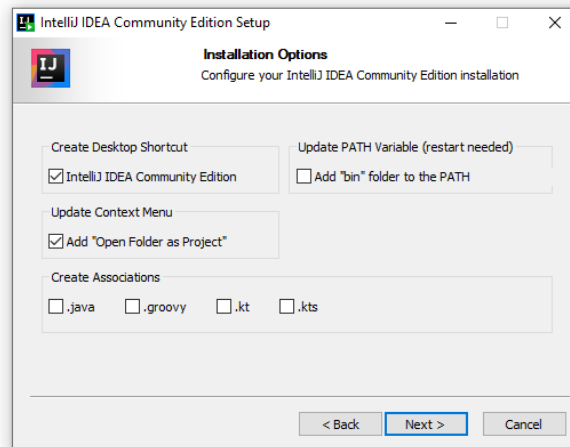 IntelliJ IDEA Community Edition Setup
IJ
Installation Options
Configure your IntelliJ IDEA Community Edition installation
Create Desktop Shortcut
IntelliJ IDEA Community Edition
Update PATH Variable (restart needed)
Add "bin" folder to the PATH
Update Context Menu
Add "Open Folder as Project"
Create Associations
.java .groovy .kt .kts
< Back Next > Cancel